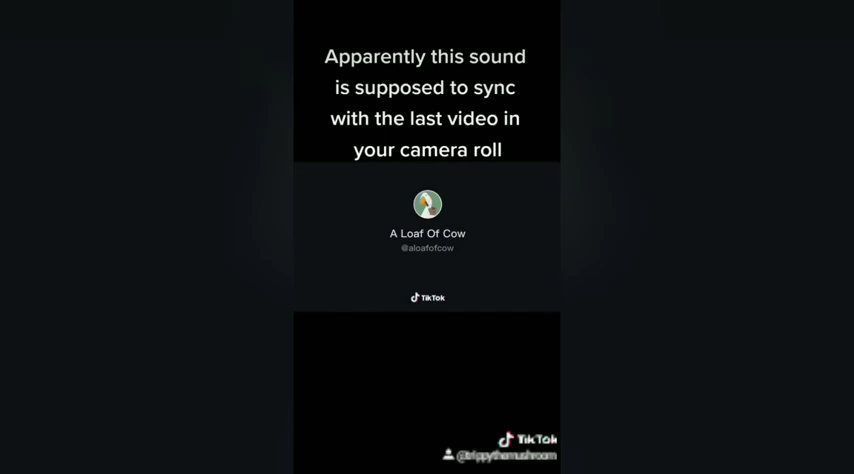 Apparently this sound
is supposed to sync
with the last video in
your camera roll
A Loaf Of Cow
@aloafofcow
TikTok
TikTok
@trippythemushroom